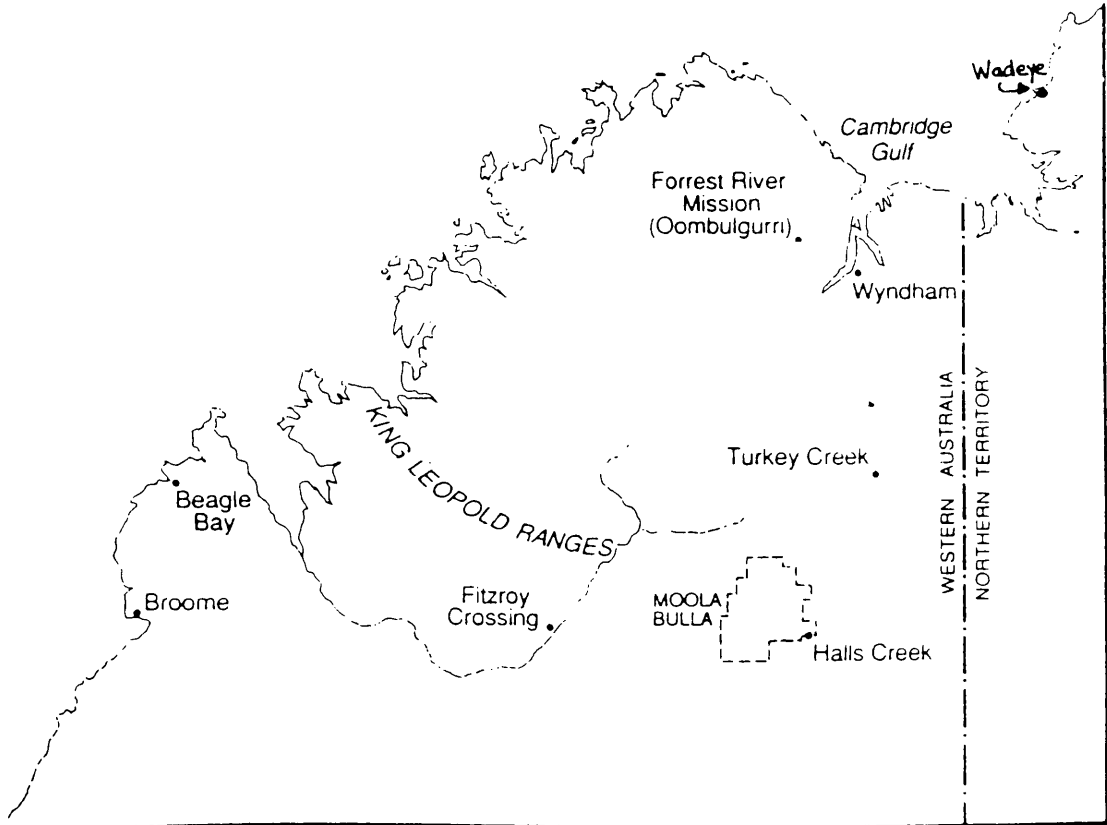 Wadeye
Cambridge
Gulf
Forrest River
Mission
(Oombulgurri)
Wyndham
WESTERN AUSTRALIA
NORTHERN TERRITORY
KING LEOPOLD RANGES
Turkey Creek
Beagle
Bay
Broome
Fitzroy
Crossing
MOOLA
BULLA
Halls Creek